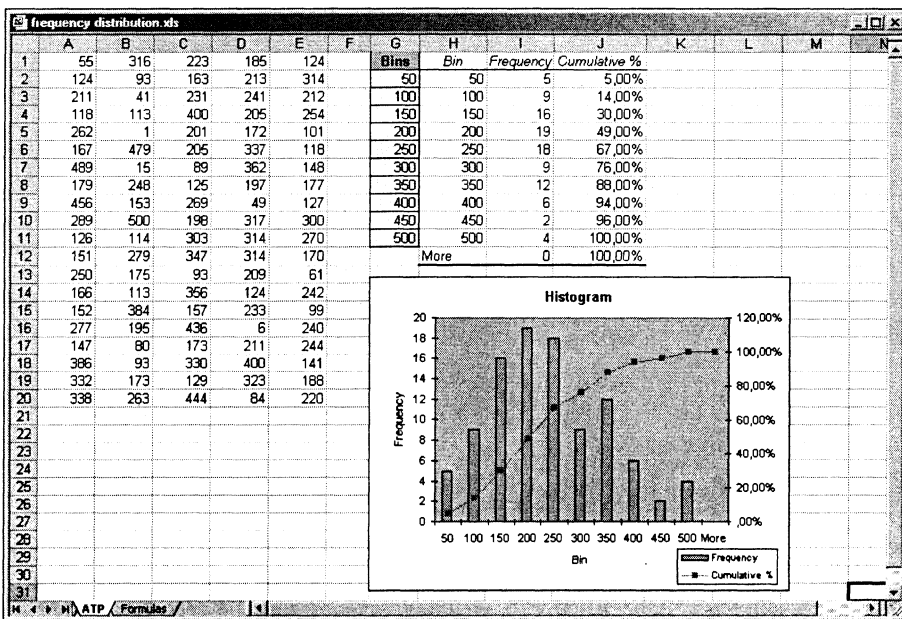 frequency distribution.xls
A B C D E F G H I J K L M N
1 55 316 223 185 124 Bins Bin Frequency Cumulative %
2 124 93 163 213 314 50 50 5 5,00%
3 211 41 231 241 212 100 100 9 14,00%
4 118 113 400 205 254 150 150 16 30,00%
5 262 1 201 172 101 200 200 19 49,00%
6 167 479 205 337 118 250 250 18 67,00%
7 489 15 89 362 148 300 300 9 76,00%
8 179 248 125 197 177 350 350 12 88,00%
9 456 153 269 49 127 400 400 6 94,00%
10 289 500 198 317 300 450 450 2 96,00%
11 126 114 303 314 270 500 500 4 100,00%
12 151 279 347 314 170 More 0 100,00%
13 250 175 93 209 61
14 166 113 356 124 242
15 152 384 157 233 99
16 277 195 436 6 240
17 147 80 173 211 244
18 386 93 330 400 141
19 332 173 129 323 188
20 338 263 444 84 220
21
22
23
24
25
26
27
28
29
30
31
Histogram
Frequency
20
18
16
14
12
10
8
6
4
2
0
120,00%
100,00%
80,00%
60,00%
40,00%
20,00%
,00%
50 100 150 200 250 300 350 400 450 500 More
Bin
Frequency
Cumulative %
ATP Formulas